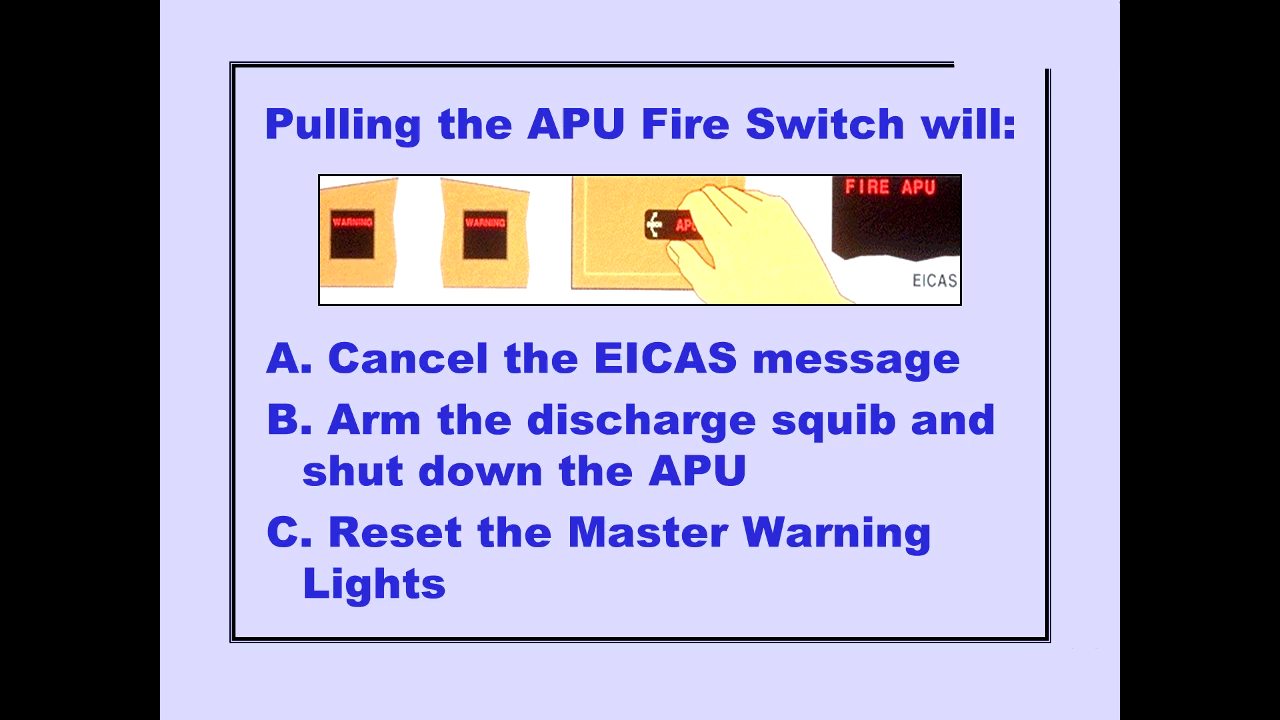 Pulling the APU Fire Switch will:
WARNING
WARNING
APU
FIRE APU
EICAS
A. Cancel the EICAS message
B. Arm the discharge squib and
shut down the APU
C. Reset the Master Warning
Lights